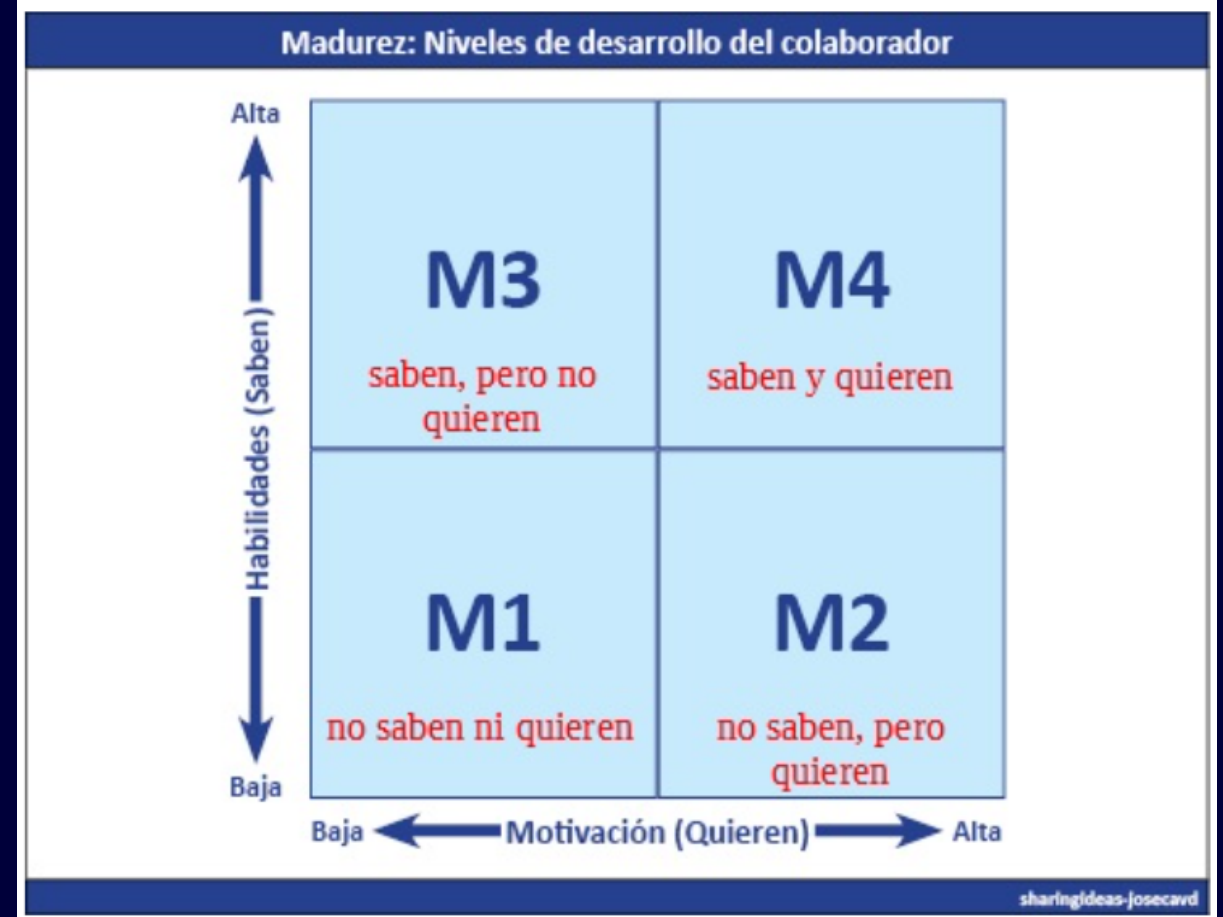 Madurez: Niveles de desarrollo del colaborador
Alta
Habilidades (Saben)
Baja
M3
saben, pero no
quieren
M4
saben y quieren
M1
no saben ni quieren
M2
no saben, pero
quieren
Baja
Motivación (Quieren)
Alta
sharingideas-josecavd